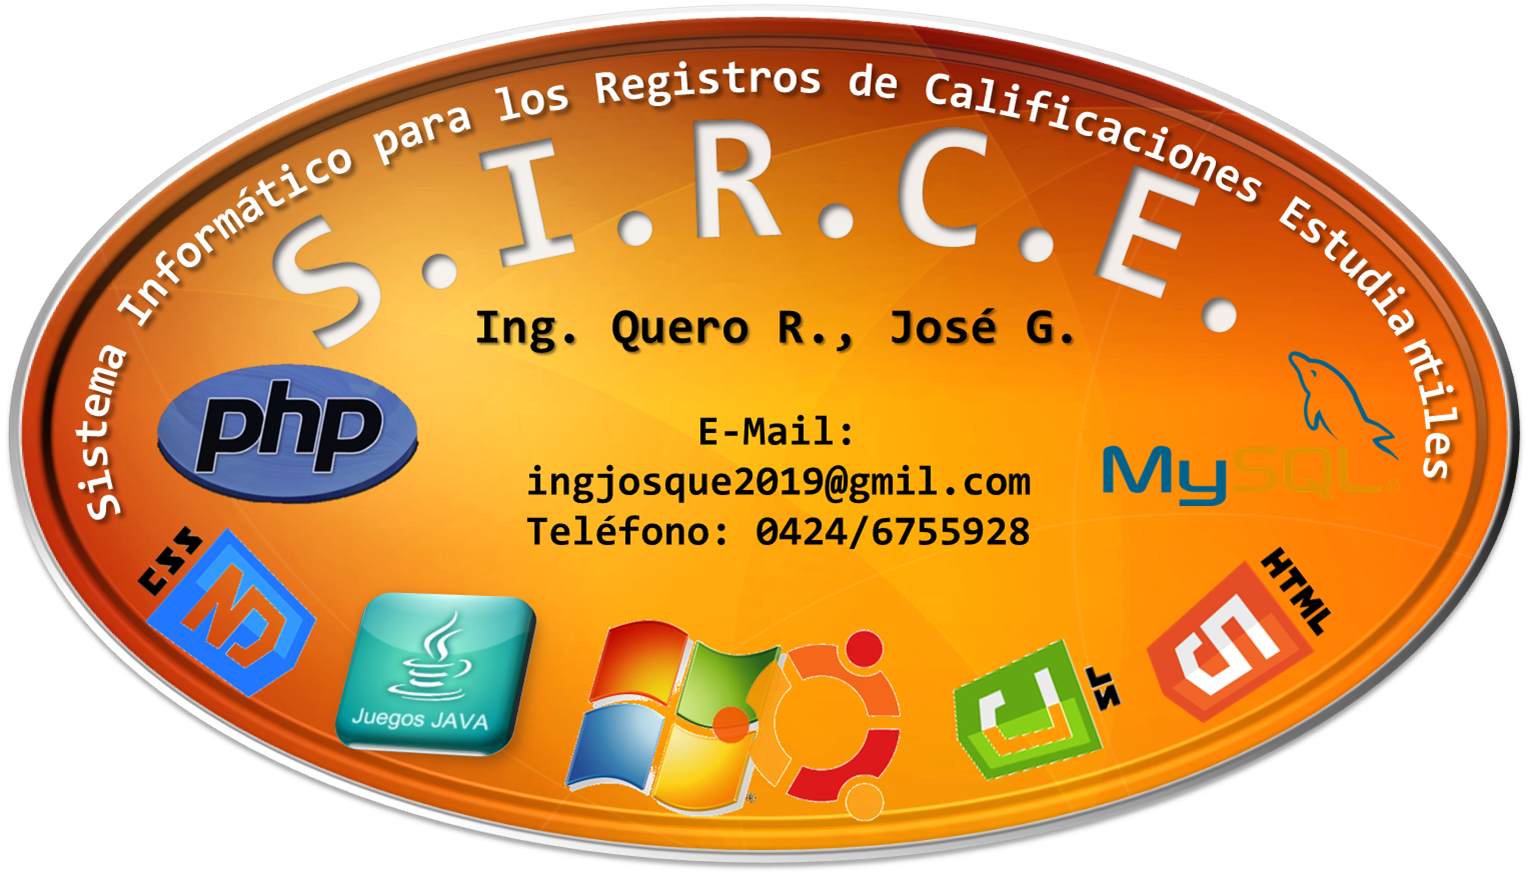 Sistema Informático para los Registros de Calificaciones Estudiantiles
S.I.R.C.E.
Ing. Quero R., José G.
php
E-Mail:
ingjosque2019@gmil.com
Teléfono: 0424/6755928
MySQL®
CSS
Juegos JAVA
JS
HTML
5